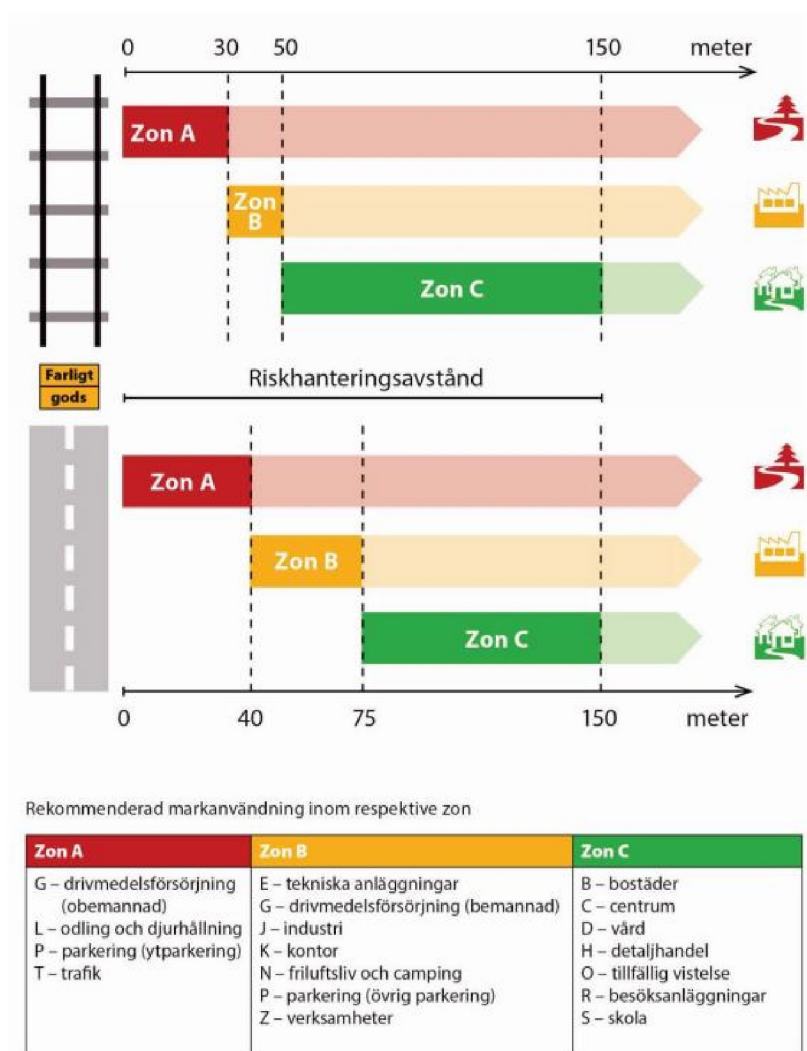 0 30 50 150 meter
Zon A
Zon
B
Zon C
Farligt
gods
Riskhanteringsavstånd
Zon A
Zon B
Zon C
0 40 75 150 meter
Rekommenderad markanvändning inom respektive zon
Zon A
G – drivmedelsförsörjning
(obemannad)
L – odling och djurhållning
P – parkering (ytparkering)
T – trafik
Zon B
E – tekniska anläggningar
G – drivmedelsförsörjning (bemannad)
J – industri
K – kontor
N – friluftsliv och camping
P – parkering (övrig parkering)
Z – verksamheter
Zon C
B – bostäder
C – centrum
D – vård
H – detaljhandel
O – tillfällig vistelse
R – besöksanläggningar
S – skola